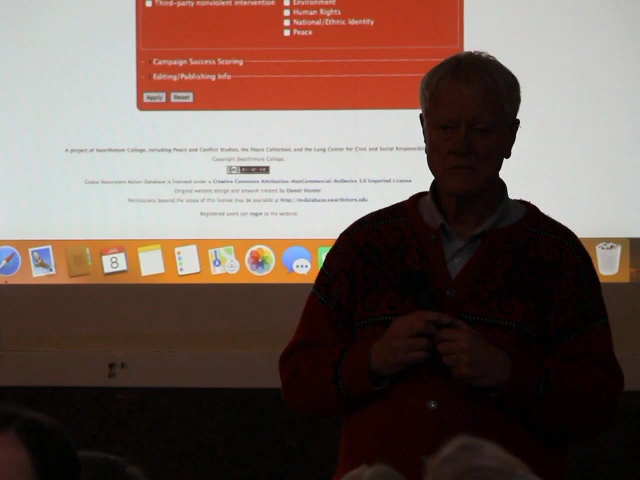 Third-party nonviolent intervention
Environment
Human Rights
National/Ethnic Identity
Peace
Campaign Success Scoring
Editing/Publishing Info
Apply Reset
A project of Swarthmore College, including Peace and Conflict Studies, the Peace Collection, and the Lang Center for Civic and Social
Copyright Swarthmore College.
Global Nonviolent Action Database is licensed under a Creative Commons Attribution-NonCommercial-NoDerivs 3.0 Unported License
Original website design and artwork created by Daniel Hunter
Permissions beyond the scope of this license may be available at http://nvdatabase.swarthmore.edu.
Registered users can login to the website.
8